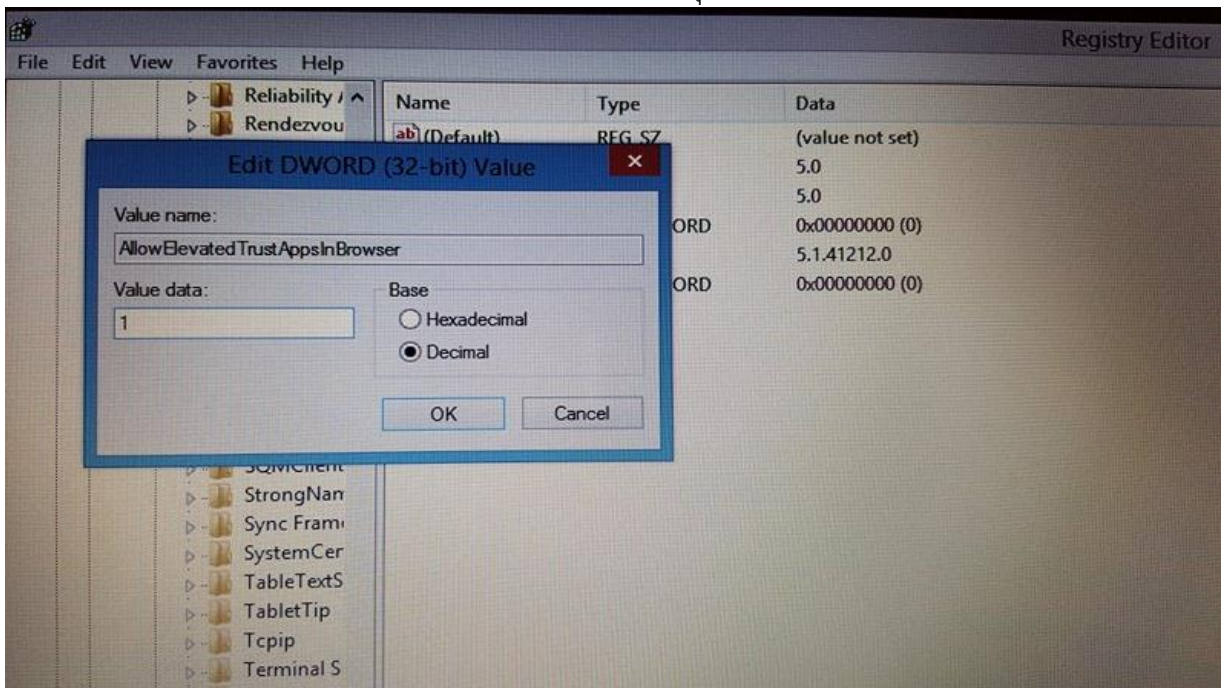 Registry Editor
File Edit View Favorites Help
Reliability
Rendezvou
Name Type Data
ab (Default) REG_SZ (value not set)
5.0
5.0
ORD 0x00000000 (0)
5.1.41212.0
ORD 0x00000000 (0)
Edit DWORD (32-bit) Value
Value name:
AllowElevatedTrustAppsInBrowser
Value data:
1
Base
Hexadecimal
Decimal
OK Cancel
SQMClient
StrongNam
Sync Fram
SystemCer
TableTextS
TabletTip
Tcpip
Terminal S